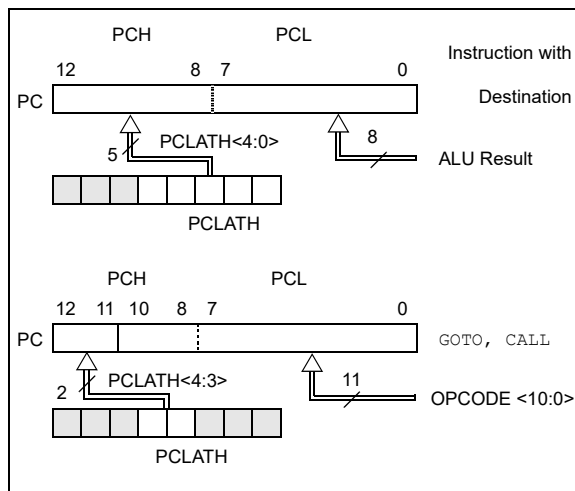 PCH PCL
12 8 7 0
Instruction with
PC
Destination
5 PCLATH<4:0> 8
ALU Result
PCLATH
PCH PCL
12 11 10 8 7 0
PC GOTO, CALL
2 PCLATH<4:3> 11
OPCODE <10:0>
PCLATH